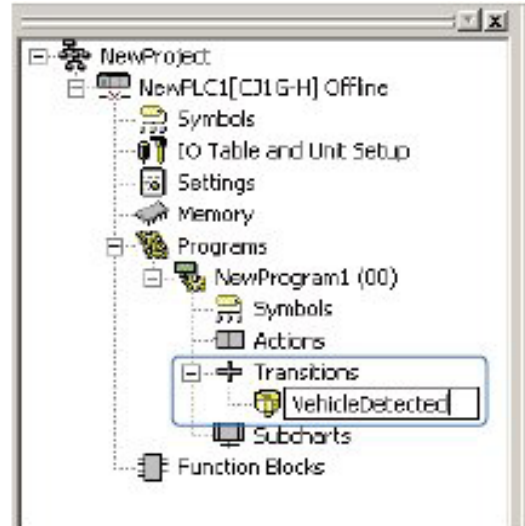 NewProject
NewPLC1[CJ1G-H] Offline
Symbols
IO Table and Unit Setup
Settings
Memory
Programs
NewProgram1 (00)
Symbols
Actions
Transitions
VehicleDetected
Subcharts
Function Blocks